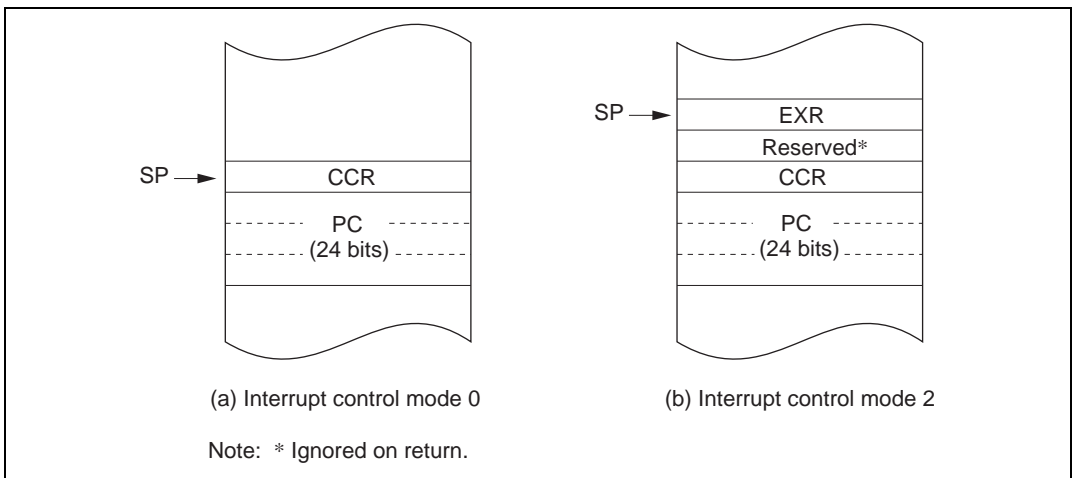 SP
CCR
PC
(24 bits)
(a) Interrupt control mode 0
SP
EXR
Reserved*
CCR
PC
(24 bits)
(b) Interrupt control mode 2
Note: * Ignored on return.